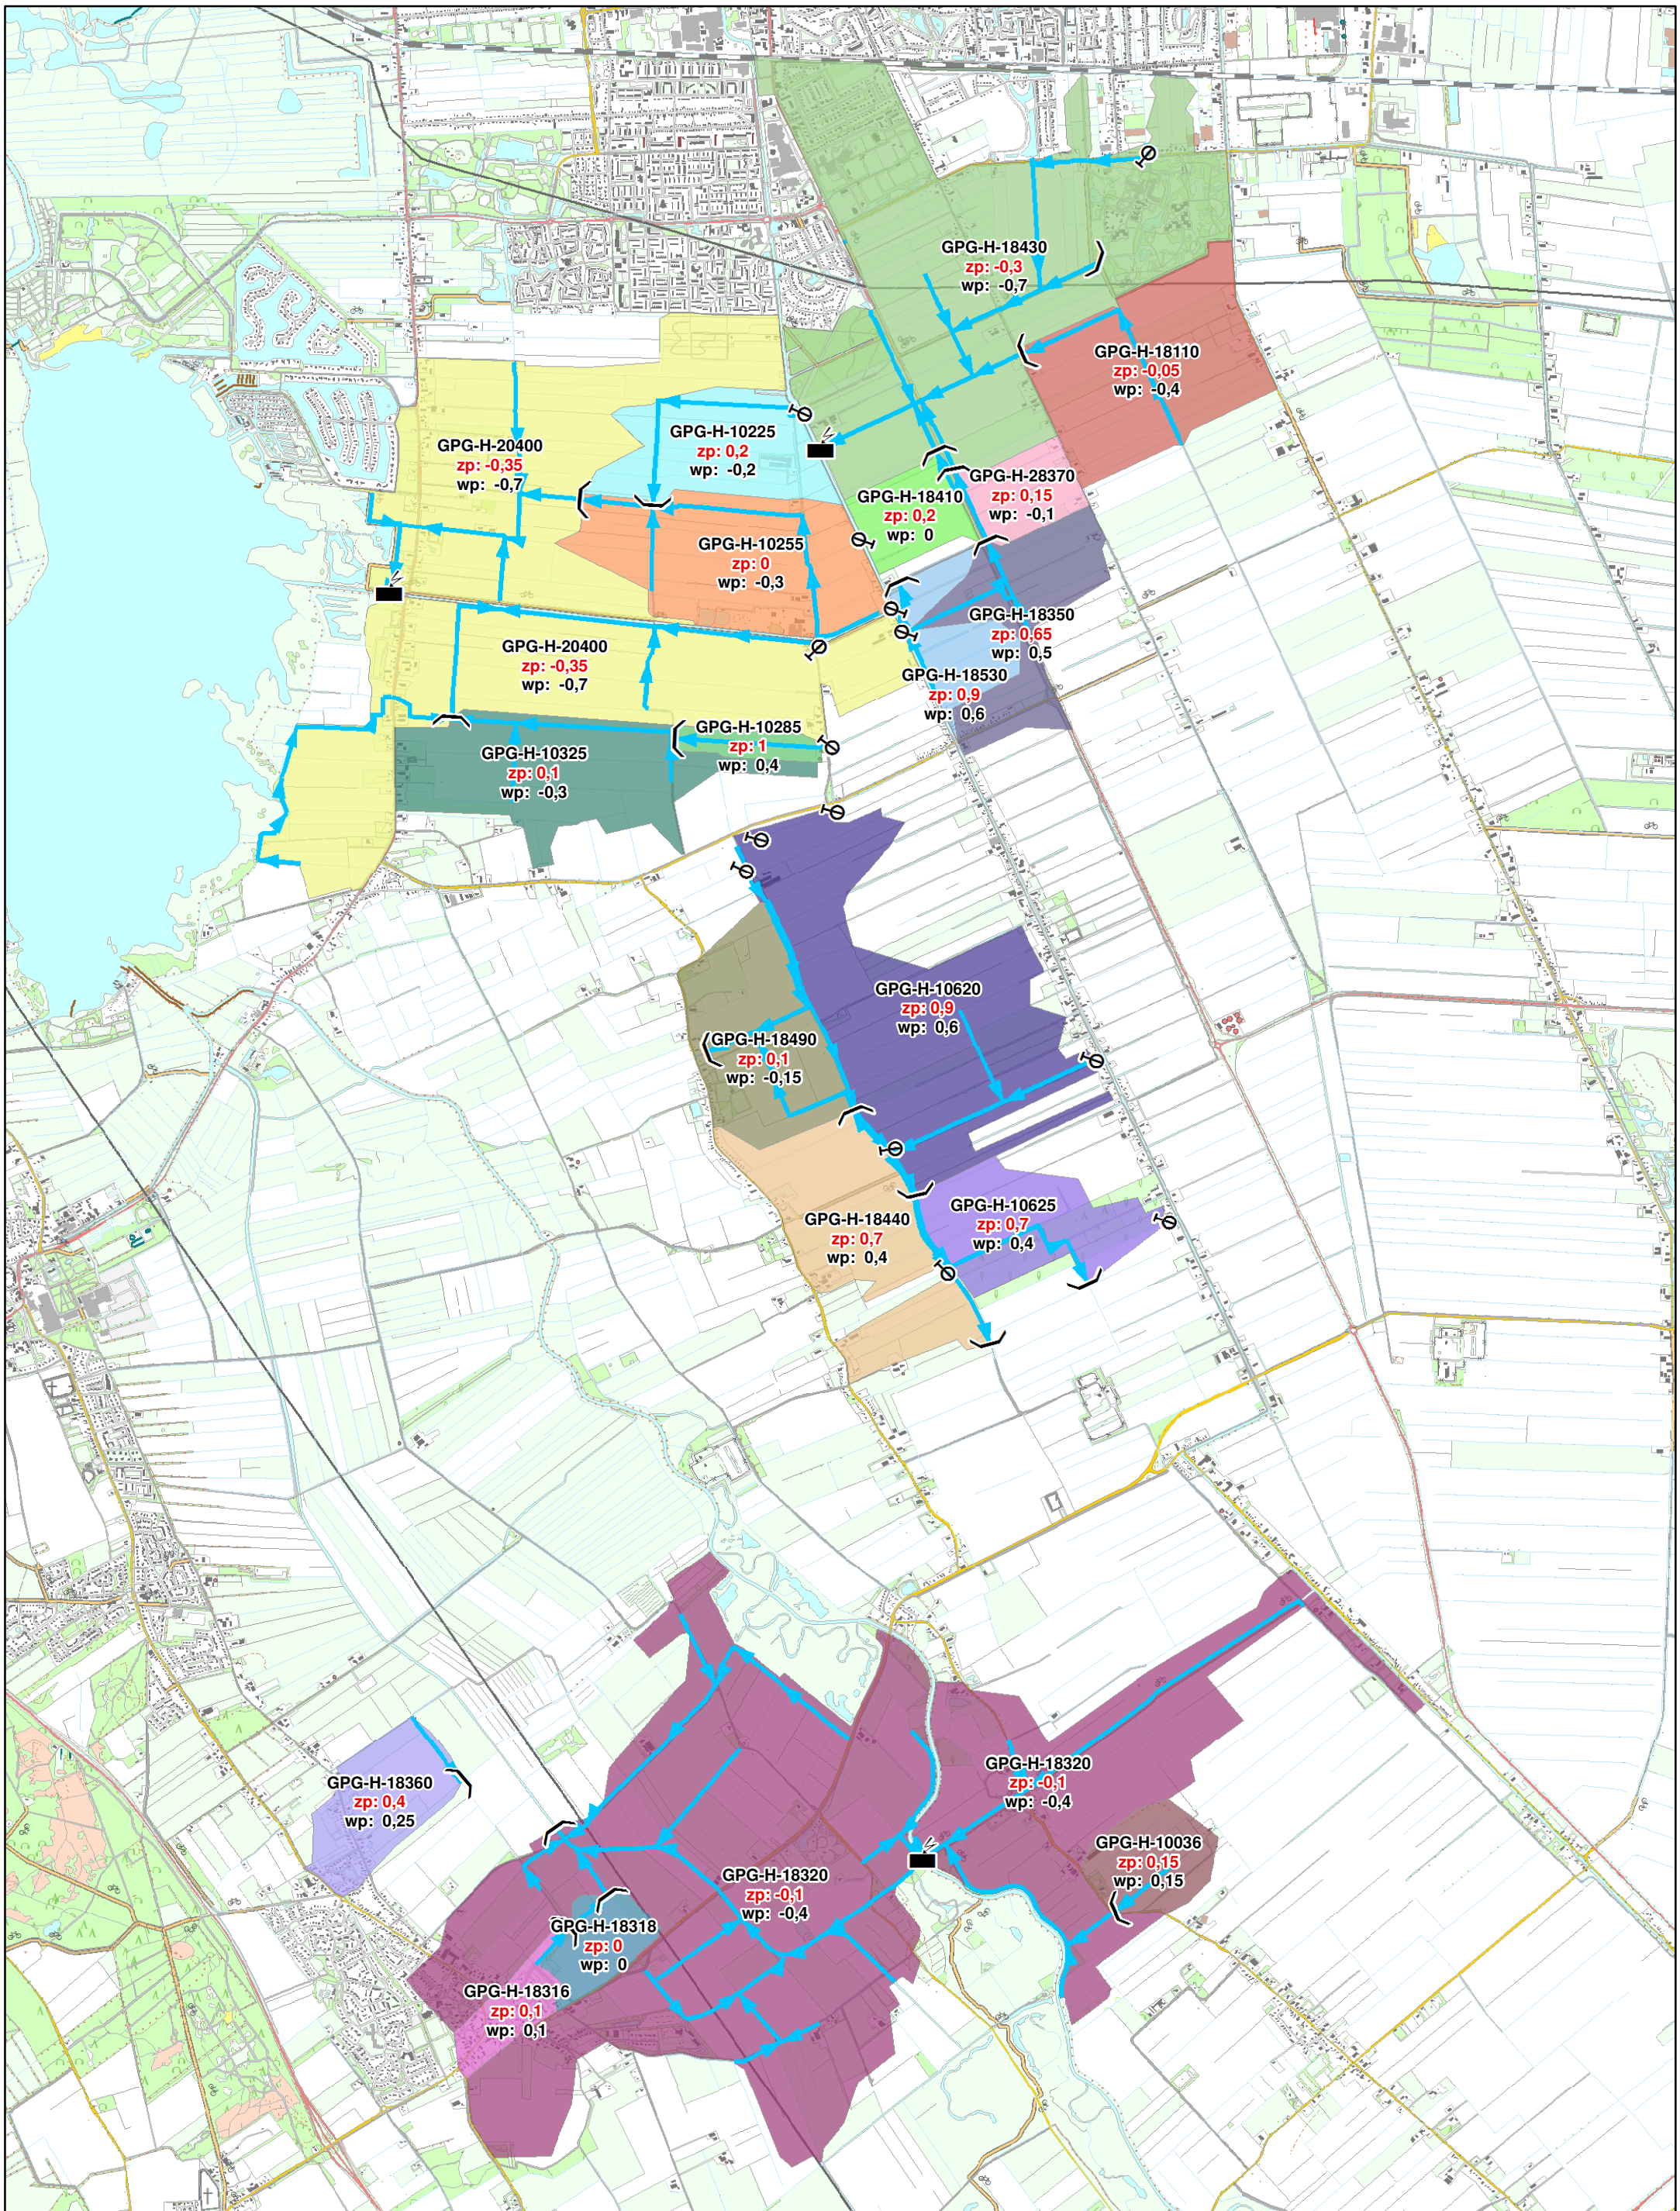 GPG-H-18430
zp: -0,3
wp: -0,7
GPG-H-18110
zp: -0,05
wp: -0,4
GPG-H-20400
zp: -0,35
wp: -0,7
GPG-H-10225
zp: 0,2
wp: -0,2
GPG-H-28370
zp: 0,15
wp: -0,1
GPG-H-18410
zp: 0,2
wp: 0
GPG-H-10255
zp: 0
wp: -0,3
GPG-H-18350
zp: 0,65
wp: 0,5
GPG-H-20400
zp: -0,35
wp: -0,7
GPG-H-18530
zp: 0,9
wp: 0,6
GPG-H-10285
zp: 1
wp: 0,4
GPG-H-10325
zp: 0,1
wp: -0,3
GPG-H-10620
zp: 0,9
wp: 0,6
GPG-H-18490
zp: 0,1
wp: -0,15
GPG-H-10625
zp: 0,7
wp: 0,4
GPG-H-18440
zp: 0,7
wp: 0,4
GPG-H-18320
zp: -0,1
wp: -0,4
GPG-H-18360
zp: 0,4
wp: 0,25
GPG-H-10036
zp: 0,15
wp: 0,15
GPG-H-18320
zp: -0,1
wp: -0,4
GPG-H-18318
zp: 0
wp: 0
GPG-H-18316
zp: 0,1
wp: 0,1